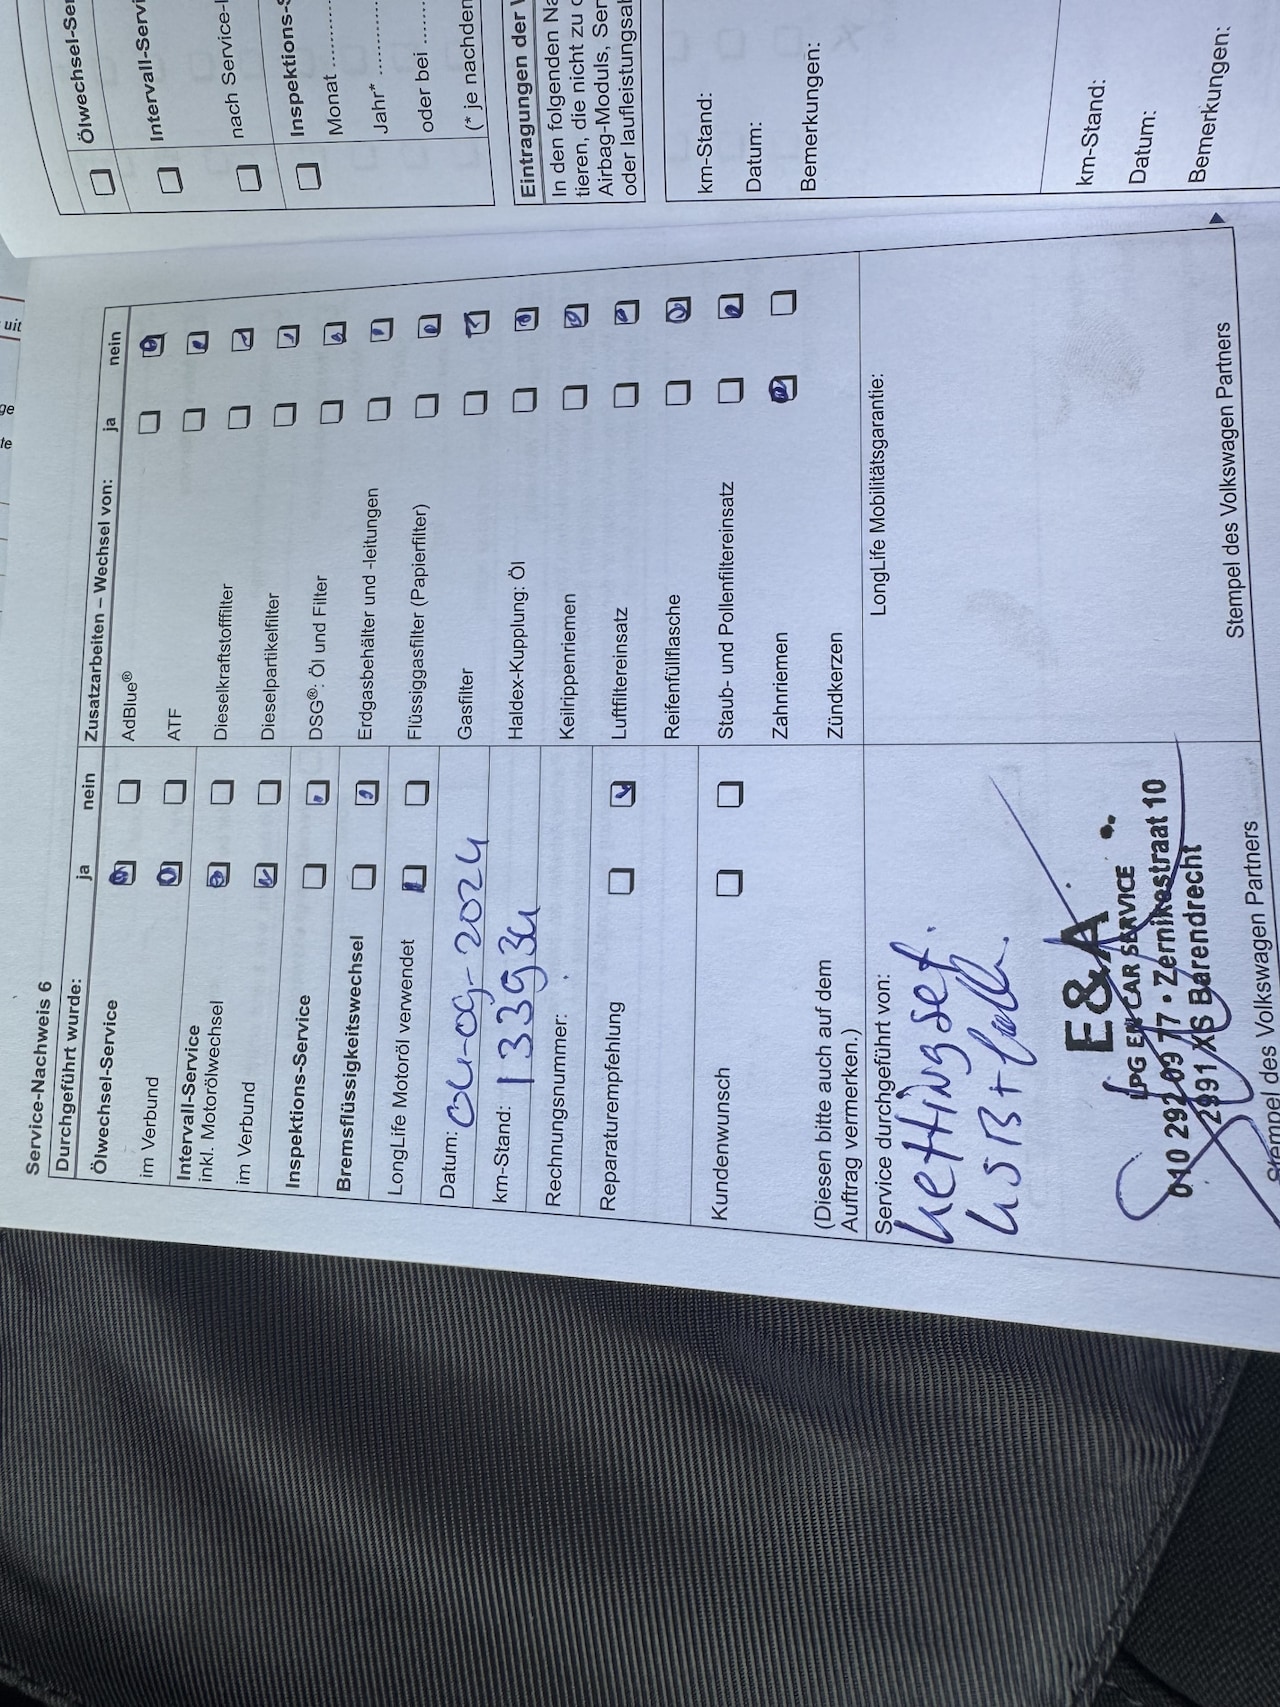 Service-Nachweis 6
Durchgeführt wurde: ja nein
Ölwechsel-Service
im Verbund
Intervall-Service
inkl. Motorölwechsel
im Verbund
Inspektions-Service
Bremsflüssigkeitswechsel
LongLife Motoröl verwendet
Datum: 04-09-2024
km-Stand: 133934
Rechnungsnummer:
Reparaturempfehlung
Kundenwunsch
(Diesen bitte auch auf dem
Auftrag vermerken.)
Zusatzarbeiten – Wechsel von: ja nein
AdBlue®
ATF
Dieselkraftstofffilter
Dieselpartikelfilter
DSG®: Öl und Filter
Erdgasbehälter und -leitungen
Flüssiggasfilter (Papierfilter)
Gasfilter
Haldex-Kupplung: Öl
Keilrippenriemen
Luftfiltereinsatz
Reifenfüllflasche
Staub- und Pollenfiltereinsatz
Zahnriemen
Zündkerzen
Service durchgeführt von:
kettingset.
E&A
LPG EN CAR SERVICE
010 292 09 77 • Zernikestraat 10
2991 XS Barendrecht
Stempel des Volkswagen Partners
LongLife Mobilitätsgarantie:
Stempel des Volkswagen Partners
Ölwechsel-Ser
Intervall-Servi
nach Service-I
Inspektions-S
Monat
Jahr*
oder bei
(* je nachdem
Eintragungen der
In den folgenden Na
tieren, die nicht zu
Airbag-Moduls, Ser
oder laufleistungsa
km-Stand:
Datum:
Bemerkungen:
km-Stand:
Datum:
Bemerkungen:
uit
ge
te